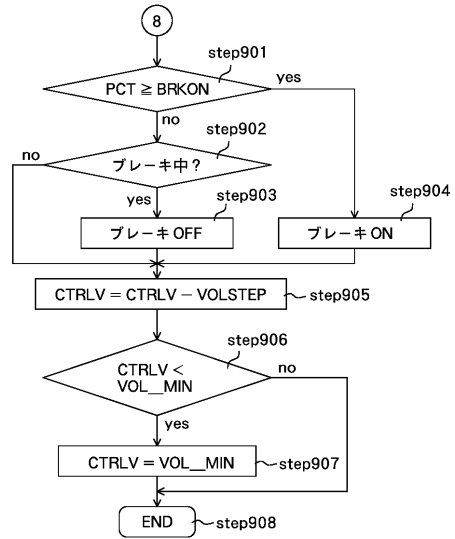 8
step901
PCT ≧ BRKON
yes
no
step902
no
ブレーキ中？
yes
step903
step904
ブレーキOFF
ブレーキON
CTRLV = CTRLV − VOLSTEP
step905
step906
CTRLV <
VOL__MIN
no
yes
CTRLV = VOL__MIN
step907
END
step908